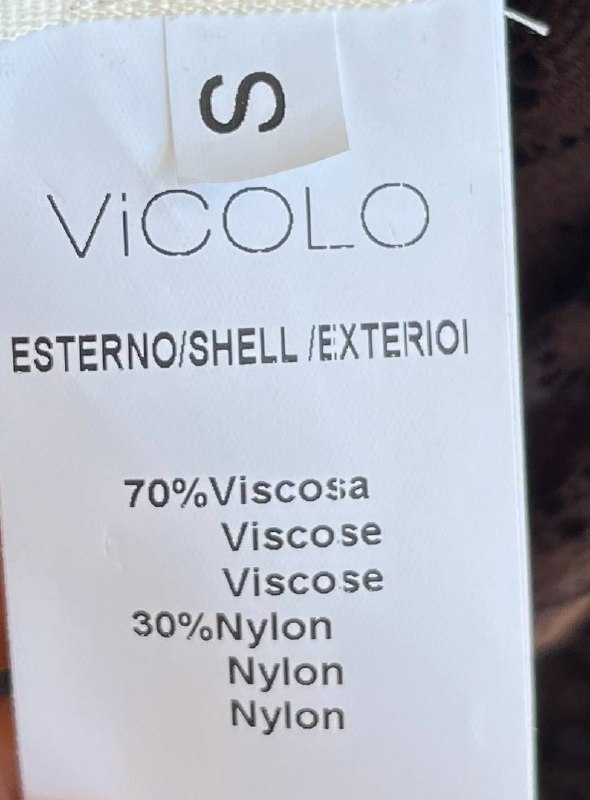 S
ViCOLO
ESTERNO/SHELL /EXTERIOI
70%Viscosa
Viscose
Viscose
30%Nylon
Nylon
Nylon